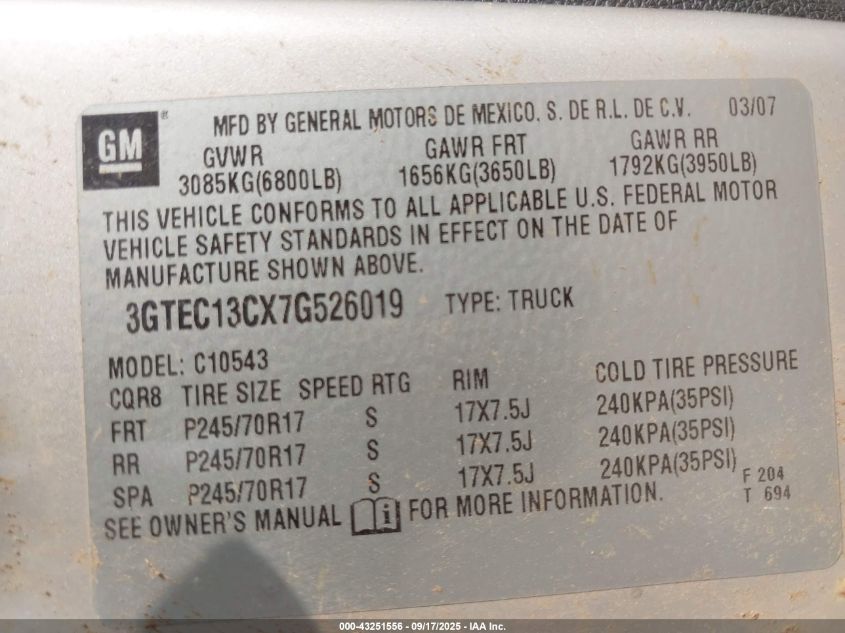 GM ® MFD BY GENERAL MOTORS DE MEXICO. S. DE R.L. DE C.V. 03/07
GVWR GAWR FRT GAWR RR
3085KG(6800LB) 1656KG(3650LB) 1792KG(3950LB)
THIS VEHICLE CONFORMS TO ALL APPLICABLE U.S. FEDERAL MOTOR
VEHICLE SAFETY STANDARDS IN EFFECT ON THE DATE OF
MANUFACTURE SHOWN ABOVE.
3GTEC13CX7G526019 TYPE: TRUCK
MODEL: C10543
CQR8 TIRE SIZE SPEED RTG RIM COLD TIRE PRESSURE
FRT P245/70R17 S 17X7.5J 240KPA(35PSI)
RR P245/70R17 S 17X7.5J 240KPA(35PSI)
SPA P245/70R17 S 17X7.5J 240KPA(35PSI)
F 204
T 694
SEE OWNER'S MANUAL i FOR MORE INFORMATION.
000-43251556 - 09/17/2025 - IAA Inc.